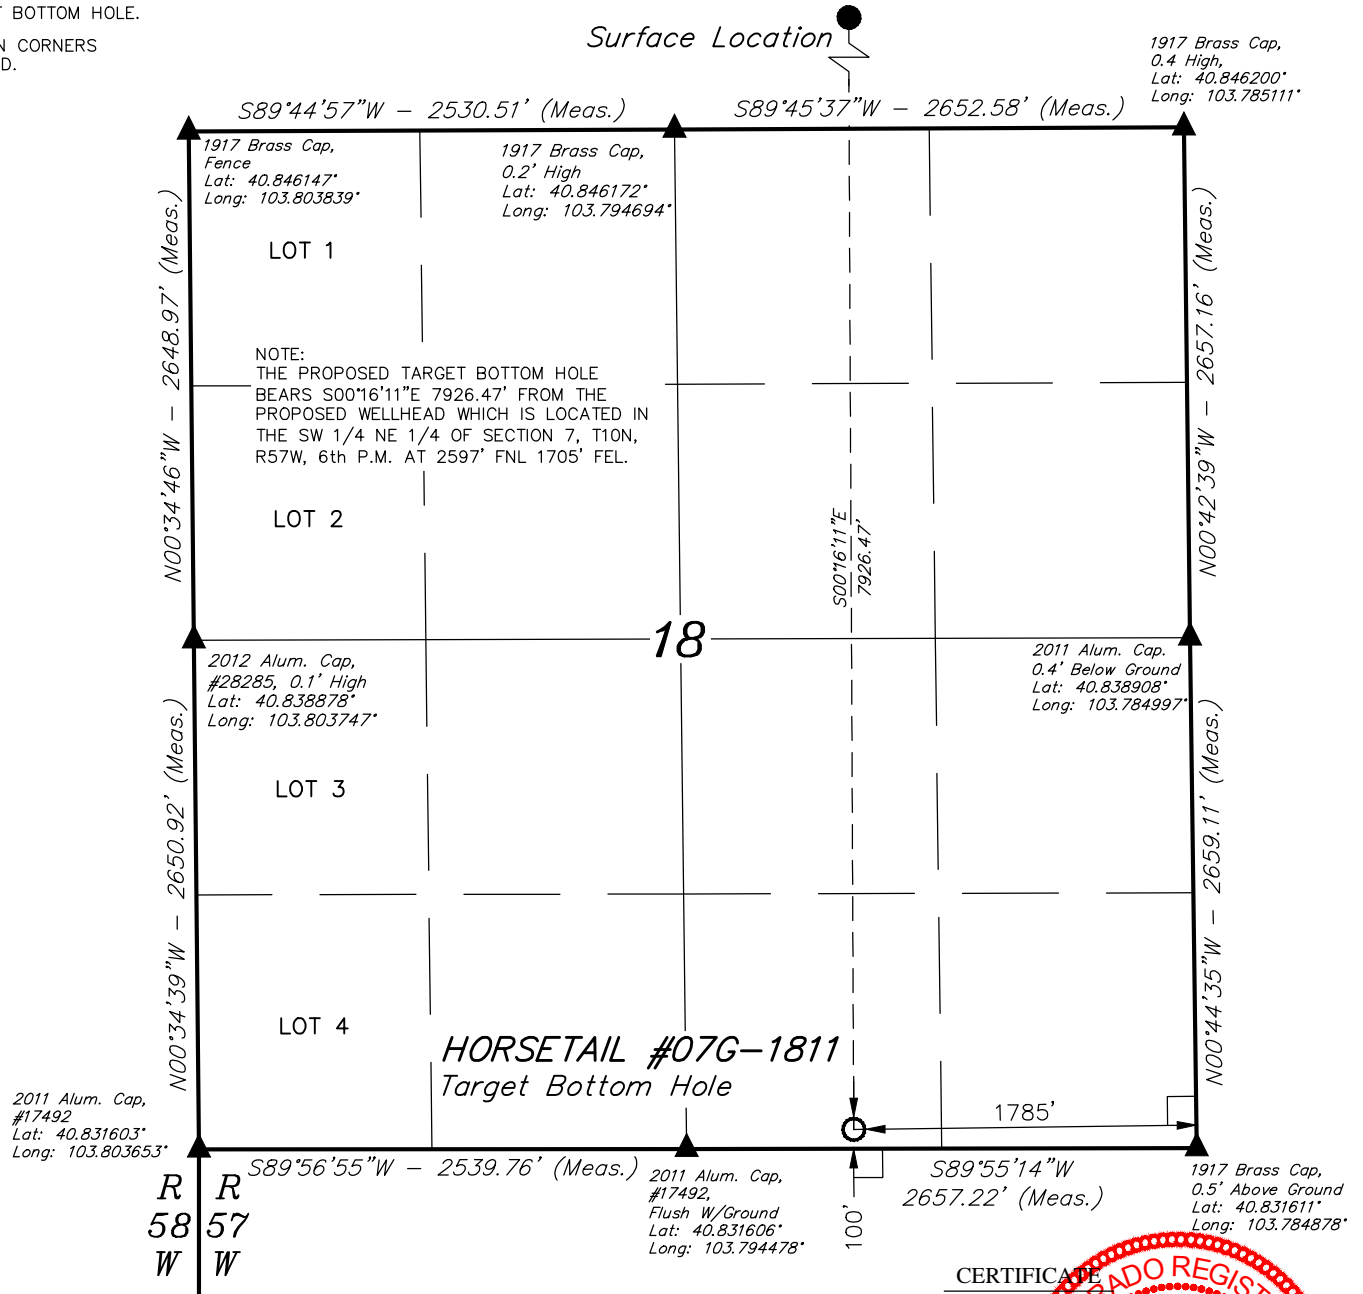 T BOTTOM HOLE.
N CORNERS
D.
Surface Location
1917 Brass Cap,
0.4 High,
Lat: 40.846200°
Long: 103.785111°
S89°44'57"W - 2530.51' (Meas.)
S89°45'37"W - 2652.58' (Meas.)
1917 Brass Cap,
Fence
Lat: 40.846147°
Long: 103.803839°
1917 Brass Cap,
0.2' High
Lat: 40.846172°
Long: 103.794694°
LOT 1
N00°34'46"W - 2648.97' (Meas.)
N00°42'39"W - 2657.16' (Meas.)
NOTE:
THE PROPOSED TARGET BOTTOM HOLE
BEARS S00°16'11"E 7926.47' FROM THE
PROPOSED WELLHEAD WHICH IS LOCATED IN
THE SW 1/4 NE 1/4 OF SECTION 7, T10N,
R57W, 6th P.M. AT 2597' FNL 1705' FEL.
LOT 2
S00°16'11"E
7926.47'
18
2012 Alum. Cap,
#28285, 0.1' High
Lat: 40.838878°
Long: 103.803747°
2011 Alum. Cap.
0.4' Below Ground
Lat: 40.838908°
Long: 103.784997°
LOT 3
N00°34'39"W - 2650.92' (Meas.)
N00°44'35"W - 2659.11' (Meas.)
LOT 4
HORSETAIL #07G-1811
Target Bottom Hole
1785'
2011 Alum. Cap,
#17492
Lat: 40.831603°
Long: 103.803653°
S89°56'55"W - 2539.76' (Meas.)
2011 Alum. Cap,
#17492,
Flush W/Ground
Lat: 40.831606°
Long: 103.794478°
100'
S89°55'14"W
2657.22' (Meas.)
1917 Brass Cap,
0.5' Above Ground
Lat: 40.831611°
Long: 103.784878°
R R
58 57
W W
CERTIFICATE
RADO REGIST